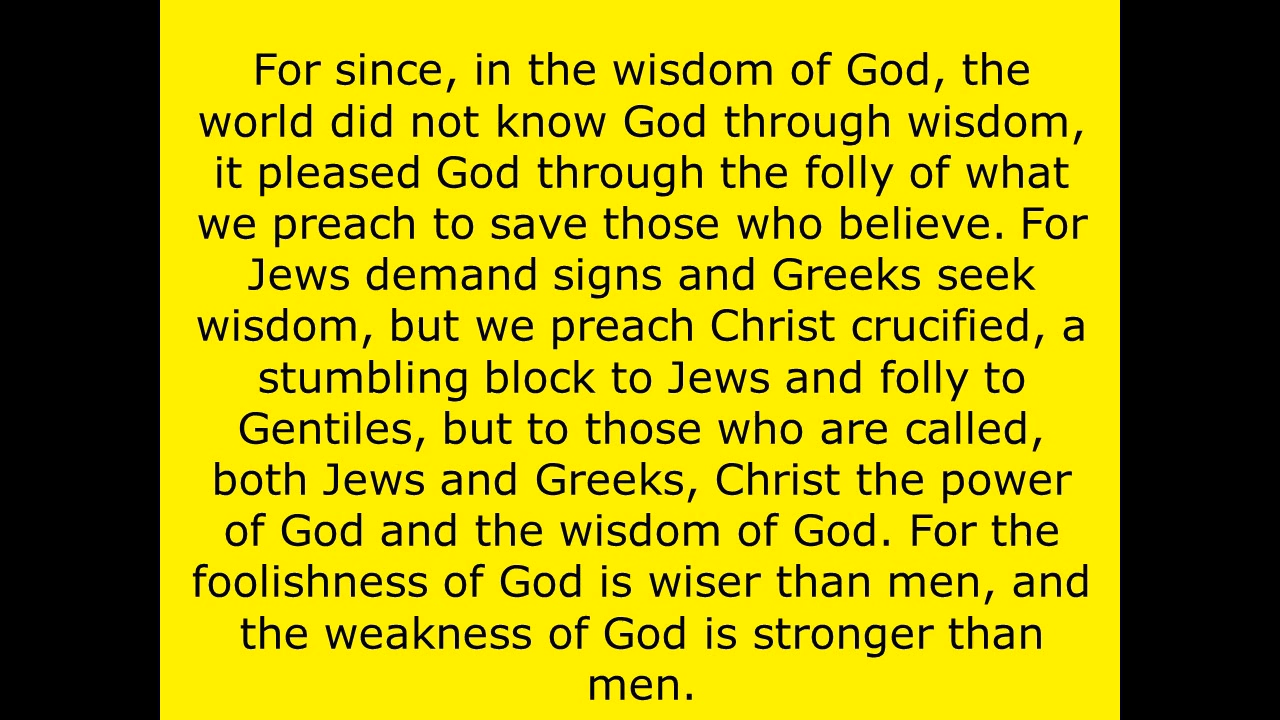 For since, in the wisdom of God, the
world did not know God through wisdom,
it pleased God through the folly of what
we preach to save those who believe. For
Jews demand signs and Greeks seek
wisdom, but we preach Christ crucified, a
stumbling block to Jews and folly to
Gentiles, but to those who are called,
both Jews and Greeks, Christ the power
of God and the wisdom of God. For the
foolishness of God is wiser than men, and
the weakness of God is stronger than
men.